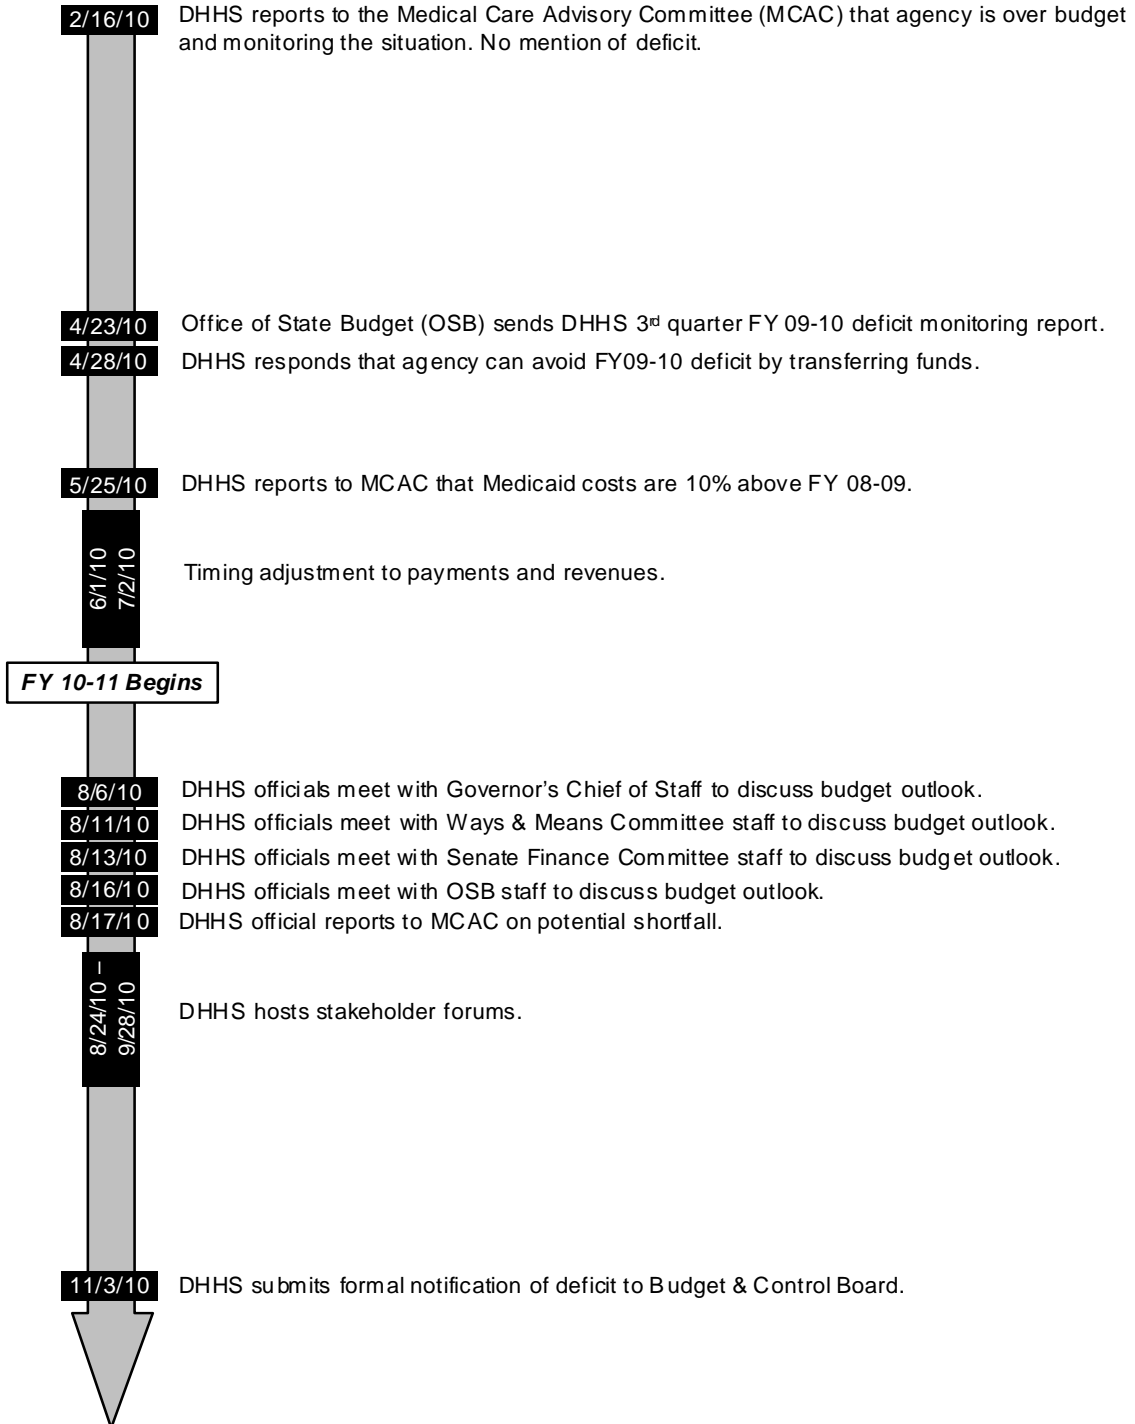 2/16/10 DHHS reports to the Medical Care Advisory Committee (MCAC) that agency is over budget
and monitoring the situation. No mention of deficit.
4/23/10 Office of State Budget (OSB) sends DHHS 3rd quarter FY 09-10 deficit monitoring report.
4/28/10 DHHS responds that agency can avoid FY09-10 deficit by transferring funds.
5/25/10 DHHS reports to MCAC that Medicaid costs are 10% above FY 08-09.
6/1/10
7/2/10
Timing adjustment to payments and revenues.
FY 10-11 Begins
8/6/10 DHHS officials meet with Governor’s Chief of Staff to discuss budget outlook.
8/11/10 DHHS officials meet with Ways & Means Committee staff to discuss budget outlook.
8/13/10 DHHS officials meet with Senate Finance Committee staff to discuss budget outlook.
8/16/10 DHHS officials meet with OSB staff to discuss budget outlook.
8/17/10 DHHS official reports to MCAC on potential shortfall.
8/24/10 –
9/28/10
DHHS hosts stakeholder forums.
11/3/10 DHHS submits formal notification of deficit to Budget & Control Board.